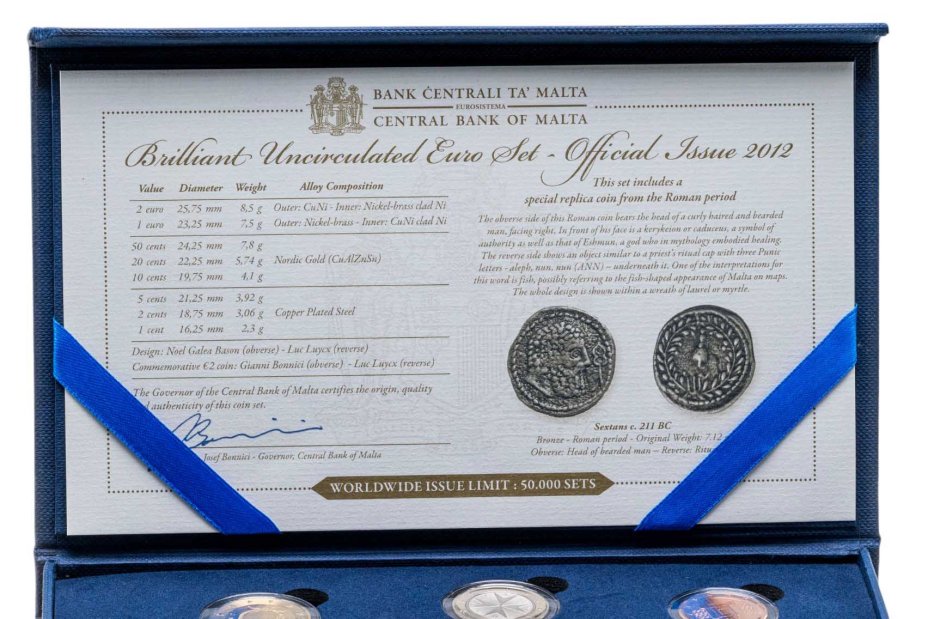 BANK ĊENTRALI TA' MALTA
EUROSISTEMA
CENTRAL BANK OF MALTA
Brilliant Uncirculated Euro Set - Official Issue 2012
Value Diameter Weight Alloy Composition
2 euro 25,75 mm 8,5 g Outer: CuNi - Inner: Nickel-brass clad Ni
1 euro 23,25 mm 7,5 g Outer: Nickel-brass - Inner: CuNi clad Ni
50 cents 24,25 mm 7,8 g
20 cents 22,25 mm 5,74 g Nordic Gold (CuAlZnSn)
10 cents 19,75 mm 4,1 g
5 cents 21,25 mm 3,92 g
2 cents 18,75 mm 3,06 g Copper Plated Steel
1 cent 16,25 mm 2,3 g
Design: Noel Galea Bason (obverse) - Luc Luycx (reverse)
Commemorative €2 coin: Gianni Bonnici (obverse) - Luc Luycx (reverse)
The Governor of the Central Bank of Malta certifies the origin, quality
authenticity of this coin set.
Josef Bonnici - Governor, Central Bank of Malta
This set includes a
special replica coin from the Roman period
The obverse side of this Roman coin bears the head of a curly haired and bearded
man, facing right. In front of his face is a kerykeion or caduceus, a symbol of
authority as well as that of Eshmun, a god who in mythology embodied healing.
The reverse side shows an object similar to a priest's ritual cap with three Punic
letters - aleph, nun, nun (ANN) – underneath it. One of the interpretations for
this word is fish, possibly referring to the fish-shaped appearance of Malta on maps.
The whole design is shown within a wreath of laurel or myrtle.
Sextans c. 211 BC
Bronze - Roman period - Original Weight: 7.12
Obverse: Head of bearded man – Reverse:
WORLDWIDE ISSUE LIMIT : 50.000 SETS